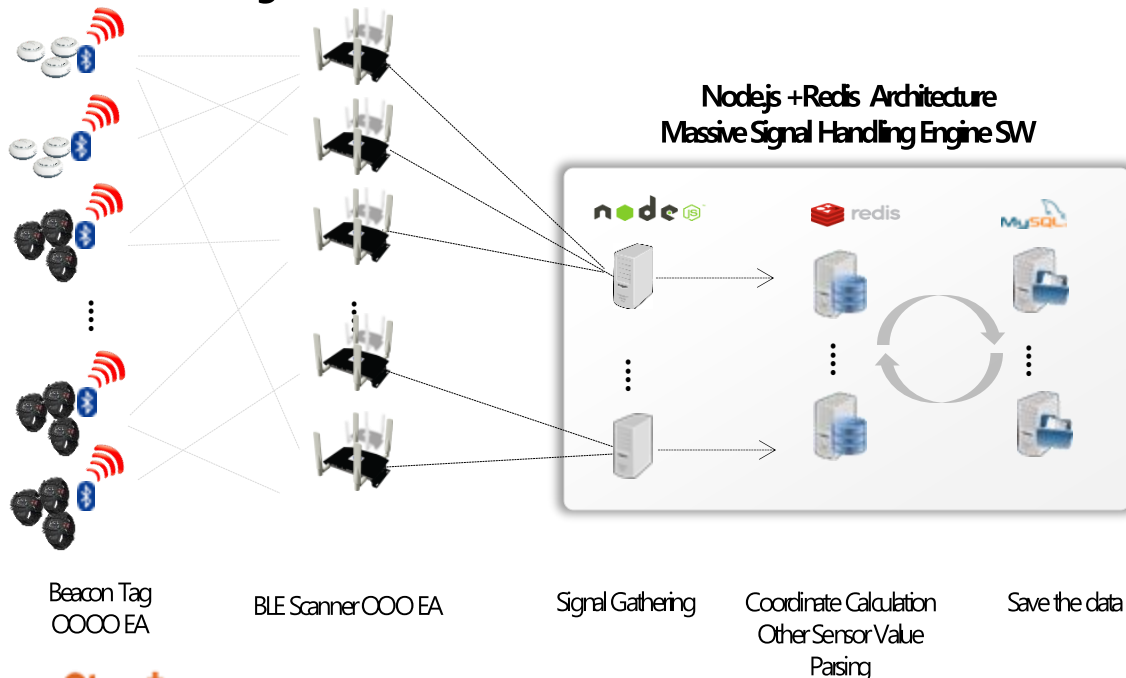 Node.js + Redis Architecture
Massive Signal Handling Engine SW
node
JS
redis
MySQL
Beacon Tag
OOOO EA
BLE Scanner OOO EA
Signal Gathering
Coordinate Calculation
Other Sensor Value
Parsing
Save the data